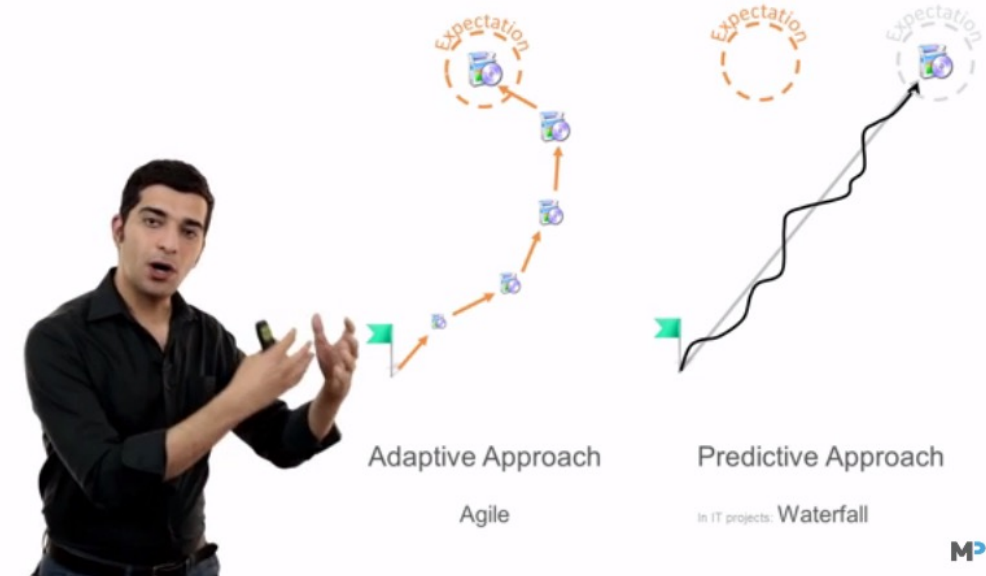 Expectation
Expectation
Expectation
Adaptive Approach
Predictive Approach
Agile
In IT projects: Waterfall
MP